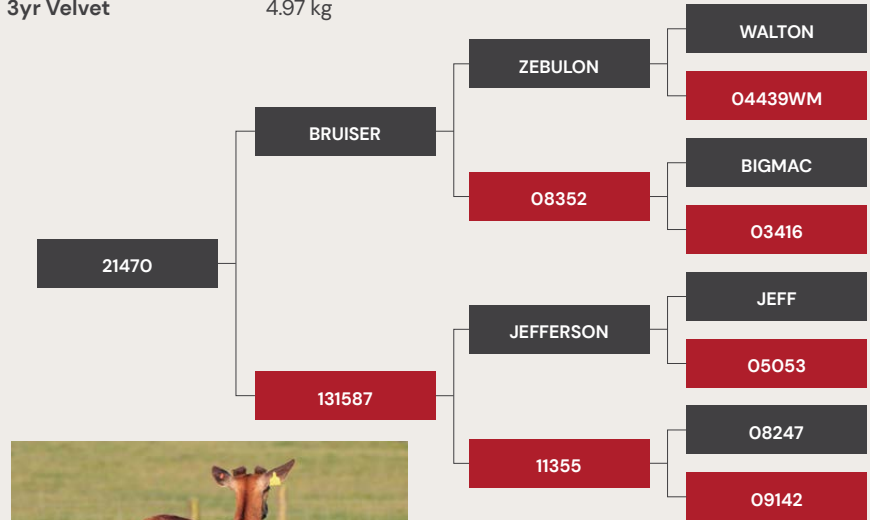 3yr Velvet 4.97 kg
WALTON
ZEBULON
04439WM
BRUISER
BIGMAC
08352
03416
21470
JEFF
JEFFERSON
05053
131587
08247
11355
09142